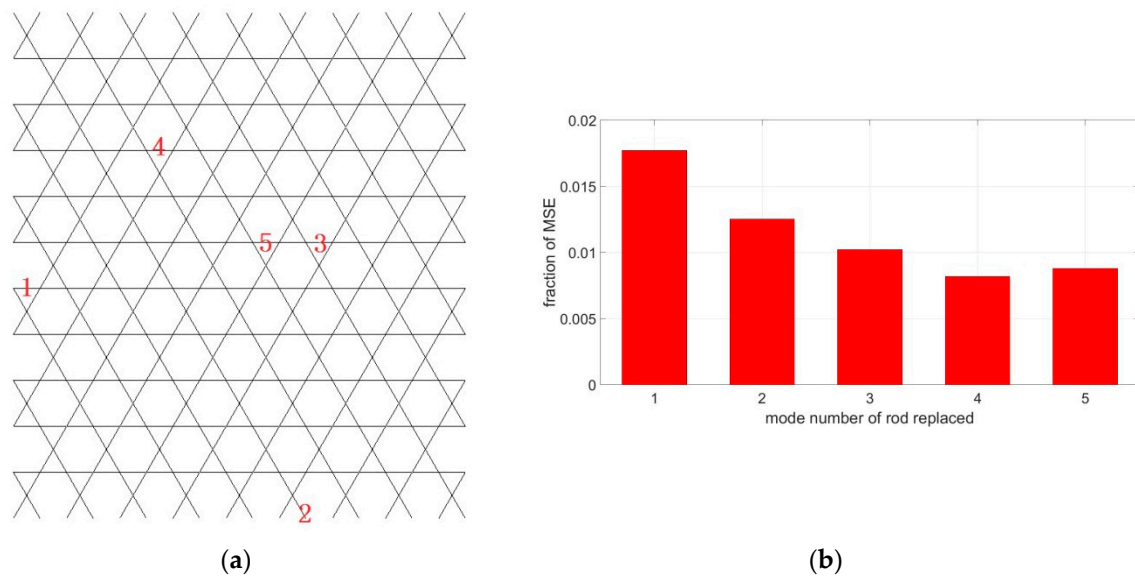 4
5 3
1
2
(a)
0.02
0.015
0.01
0.005
0
fraction of MSE
1 2 3 4 5
mode number of rod replaced
(b)